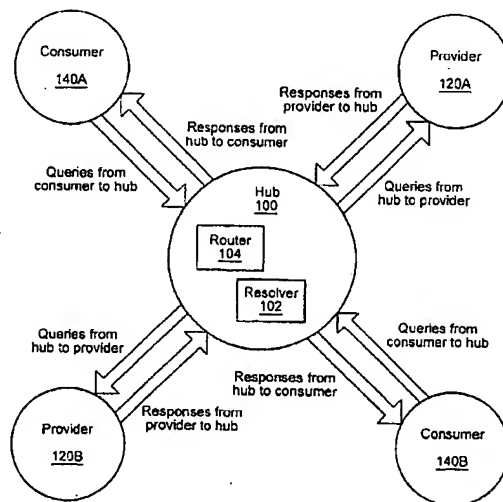 Consumer
140A
Provider
120A
Responses from
provider to hub
Responses from
hub to consumer
Queries from
consumer to hub
Queries from
hub to provider
Hub
100
Router
104
Resolver
102
Queries from
hub to provider
Queries from
consumer to hub
Responses from
hub to consumer
Responses from
provider to hub
Provider
120B
Consumer
140B